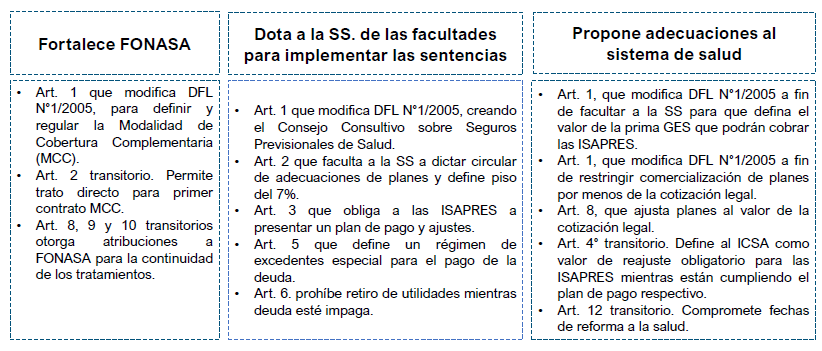 Fortalece FONASA
• Art. 1 que modifica DFL
N°1/2005, para definir y
regular la Modalidad de
Cobertura Complementaria
(MCC).
• Art. 2 transitorio. Permite
trato directo para primer
contrato MCC.
• Art. 8, 9 y 10 transitorios
otorga atribuciones a
FONASA para la continuidad
de los tratamientos.
Dota a la SS. de las facultades
para implementar las sentencias
• Art. 1 que modifica DFL N°1/2005, creando
el Consejo Consultivo sobre Seguros
Previsionales de Salud.
• Art. 2 que faculta a la SS a dictar circular
de adecuaciones de planes y define piso
del 7%.
• Art. 3 que obliga a las ISAPRES a
presentar un plan de pago y ajustes.
• Art. 5 que define un régimen de
excedentes especial para el pago de la
deuda.
• Art. 6. prohíbe retiro de utilidades mientras
deuda esté impaga.
Propone adecuaciones al
sistema de salud
• Art. 1, que modifica DFL N°1/2005 a fin
de facultar a la SS para que defina el
valor de la prima GES que podrán cobrar
las ISAPRES.
• Art. 1, que modifica DFL N°1/2005 a fin
de restringir comercialización de planes
por menos de la cotización legal.
• Art. 8, que ajusta planes al valor de la
cotización legal.
• Art. 4° transitorio. Define al ICSA como
valor de reajuste obligatorio para las
ISAPRES mientras están cumpliendo el
plan de pago respectivo.
• Art. 12 transitorio. Compromete fechas
de reforma a la salud.